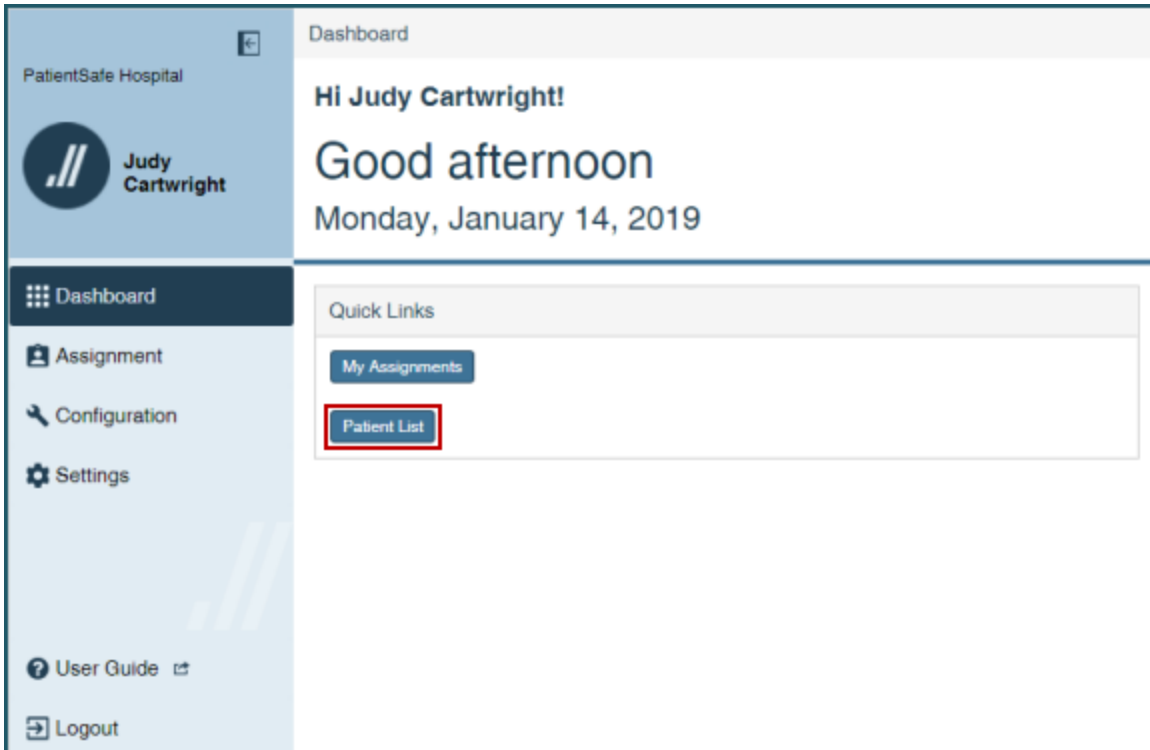 PatientSafe Hospital
Judy
Cartwright
Dashboard
Assignment
Configuration
Settings
User Guide
Logout
Dashboard
Hi Judy Cartwright!
Good afternoon
Monday, January 14, 2019
Quick Links
My Assignments
Patient List